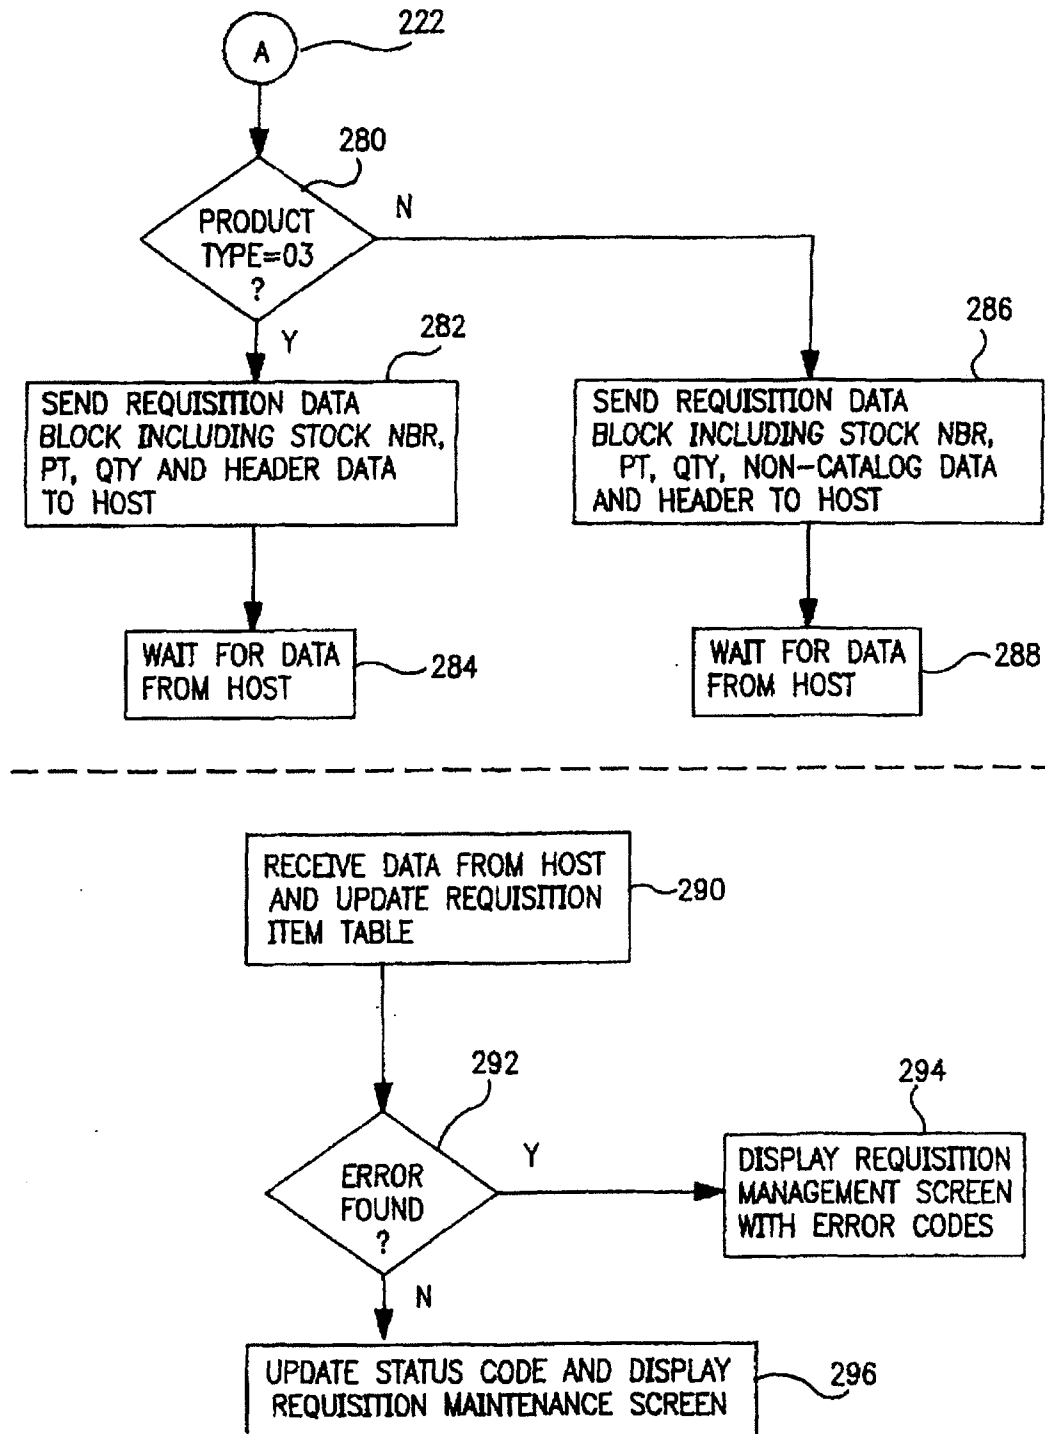 222
A
280
PRODUCT
TYPE=03
?
N
Y
282
SEND REQUISITION DATA
BLOCK INCLUDING STOCK NBR,
PT, QTY AND HEADER DATA
TO HOST
286
SEND REQUISITION DATA
BLOCK INCLUDING STOCK NBR,
PT, QTY, NON-CATALOG DATA
AND HEADER TO HOST
WAIT FOR DATA
FROM HOST
284
WAIT FOR DATA
FROM HOST
288
RECEIVE DATA FROM HOST
AND UPDATE REQUISITION
ITEM TABLE
290
292
ERROR
FOUND
?
Y
N
294
DISPLAY REQUISITION
MANAGEMENT SCREEN
WITH ERROR CODES
UPDATE STATUS CODE AND DISPLAY
REQUISITION MAINTENANCE SCREEN
296